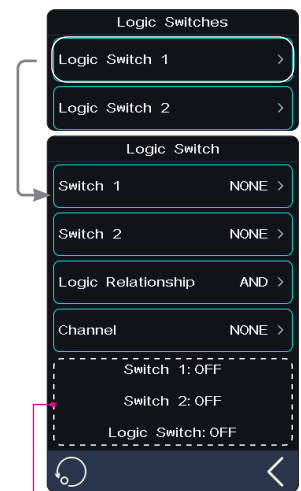 Logic Switches
Logic Switch 1 >
Logic Switch 2 >
Logic Switch
Switch 1 NONE >
Switch 2 NONE >
Logic Relationship AND >
Channel NONE >
Switch 1: OFF
Switch 2: OFF
Logic Switch: OFF